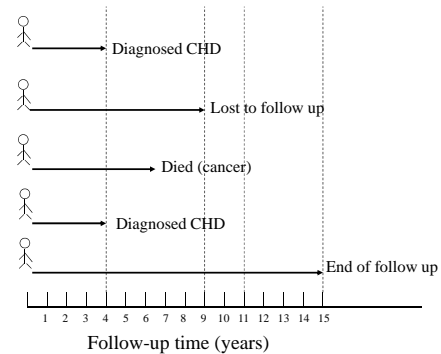 Diagnosed CHD
Lost to follow up
Died (cancer)
Diagnosed CHD
End of follow up
1 2 3 4 5 6 7 8 9 10 11 12 13 14 15
Follow-up time (years)